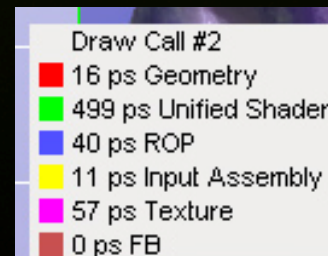 Draw Call #2
16 ps Geometry
499 ps Unified Shader
40 ps ROP
11 ps Input Assembly
57 ps Texture
0 ps FB